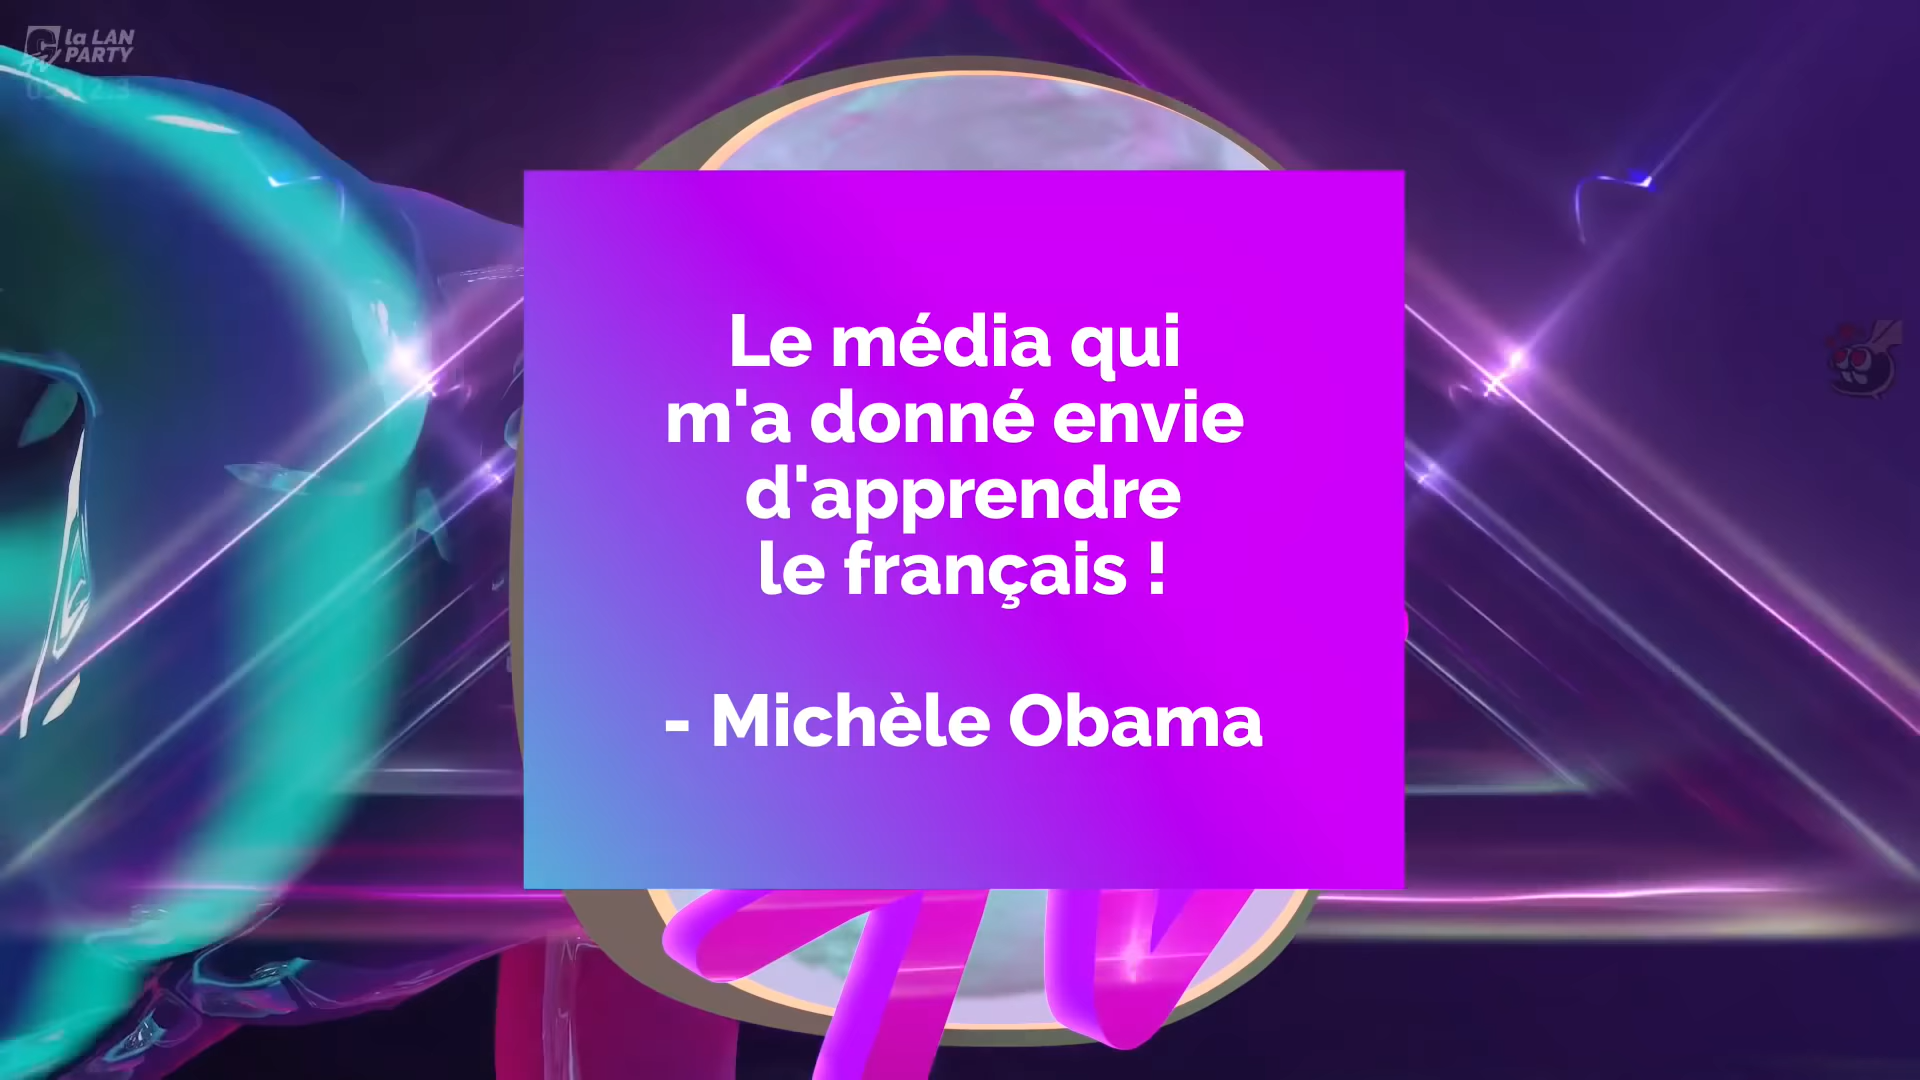 la LAN
PARTY
Le média qui
m'a donné envie
d'apprendre
le français !
- Michèle Obama